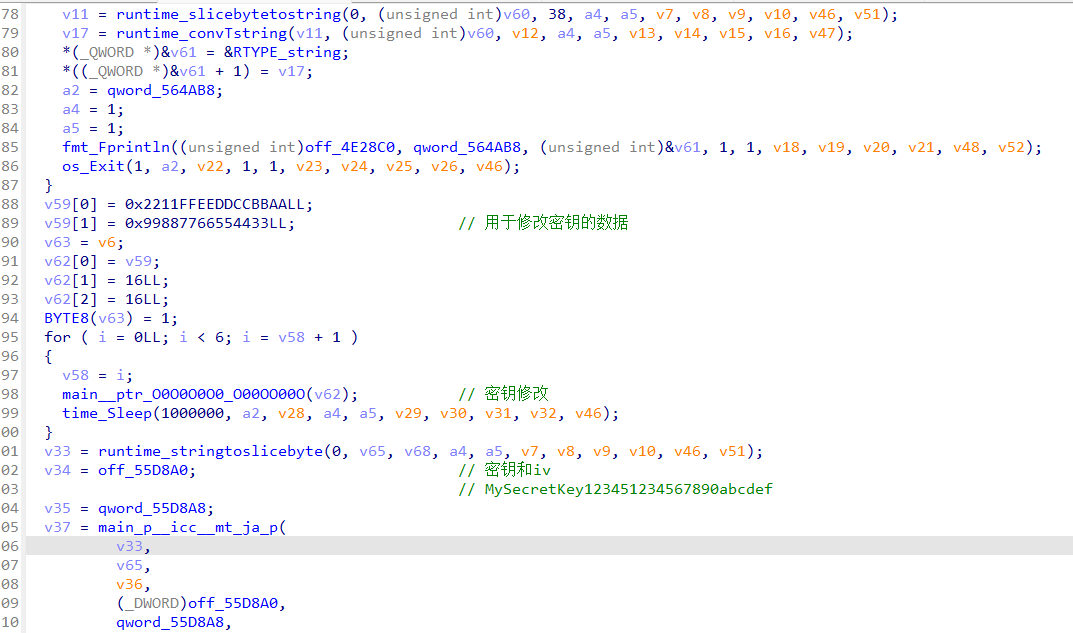 78 v11 = runtime_slicebytetostring(0, (unsigned int)v60, 38, a4, a5, v7, v8, v9, v10, v46, v51);
79 v17 = runtime_convTstring(v11, (unsigned int)v60, v12, a4, a5, v13, v14, v15, v16, v47);
80 *(_QWORD *)&v61 = &RTYPE_string;
81 *((_QWORD *)&v61 + 1) = v17;
82 a2 = qword_564AB8;
83 a4 = 1;
84 a5 = 1;
85 fmt_Fprintln((unsigned int)off_4E28C0, qword_564AB8, (unsigned int)&v61, 1, 1, v18, v19, v20, v21, v48, v52);
86 os_Exit(1, a2, v22, 1, 1, v23, v24, v25, v26, v46);
87 }
88 v59[0] = 0x2211FFEEDDCCBBAALL;
89 v59[1] = 0x99887766554433LL; // 用于修改密钥的数据
90 v63 = v6;
91 v62[0] = v59;
92 v62[1] = 16LL;
93 v62[2] = 16LL;
94 BYTE8(v63) = 1;
95 for ( i = 0LL; i < 6; i = v58 + 1 )
96 {
97 v58 = i;
98 main__ptr_O0O0O0O0_O00OO00O(v62); // 密钥修改
99 time_Sleep(1000000, a2, v28, a4, a5, v29, v30, v31, v32, v46);
00 }
01 v33 = runtime_stringtoslicebyte(0, v65, v68, a4, a5, v7, v8, v9, v10, v46, v51);
02 v34 = off_55D8A0; // 密钥和iv
03 // MySecretKey123451234567890abcdef
04 v35 = qword_55D8A8;
05 v37 = main_p__icc__mt_ja_p(
06 v33,
07 v65,
08 v36,
09 (_DWORD)off_55D8A0,
10 qword_55D8A8,